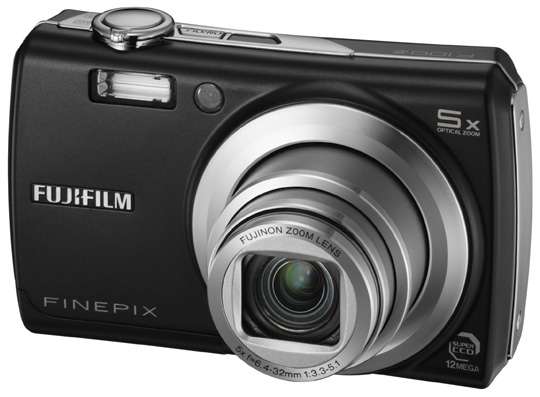 F100fd
5x
OPTICAL ZOOM
FUJIFILM
FUJINON ZOOM LENS
FINEPIX
5x f=6.4-32mm 1:3.3-5.1
SUPER
CCD
12MEGA